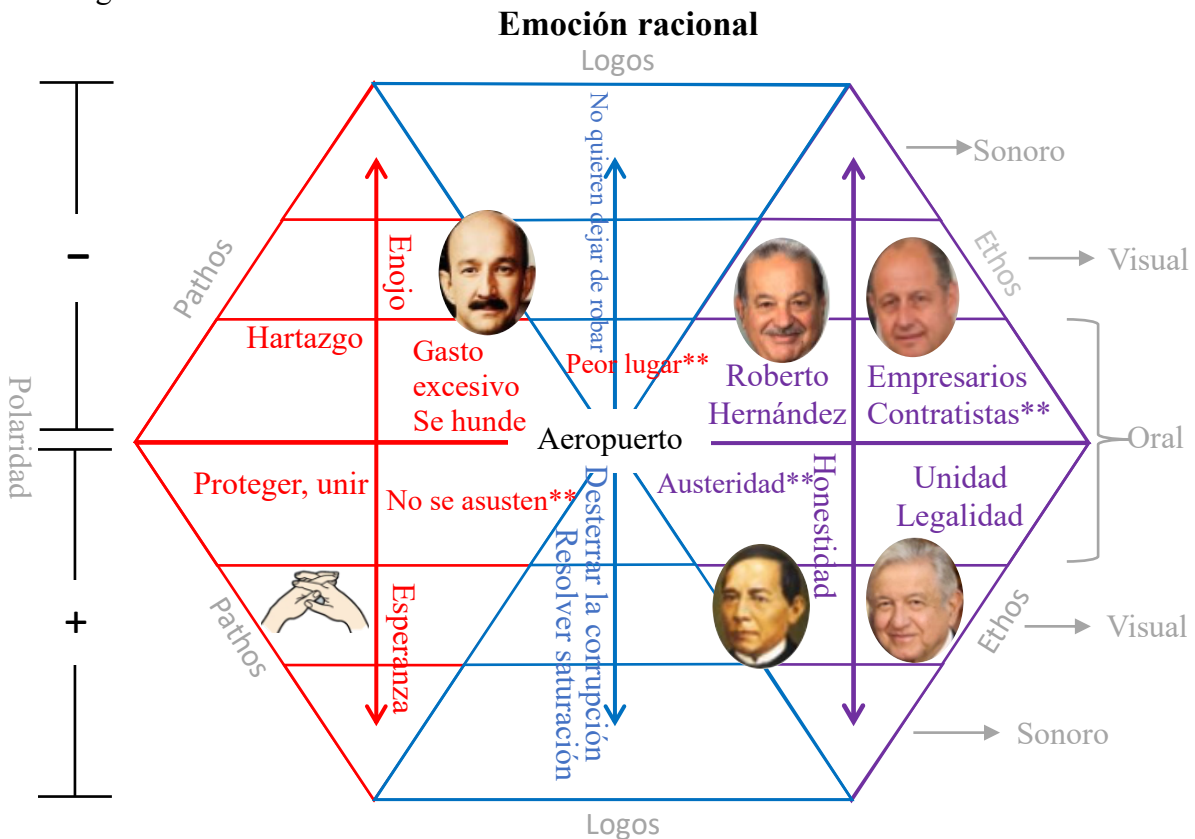 Emoción racional
Logos
No quieren dejar de robar
Sonoro
-
Enojo
Pathos
Ethos
Visual
Hartazgo
Gasto
excesivo
Se hunde
Peor lugar**
Roberto
Hernández
Empresarios
Contratistas**
Polaridad
Aeropuerto
Oral
Proteger, unir
No se asusten**
Austeridad**
Honestidad
Unidad
Legalidad
Desterrar la corrupción
Resolver saturación
+
Esperanza
Pathos
Ethos
Visual
Sonoro
Logos